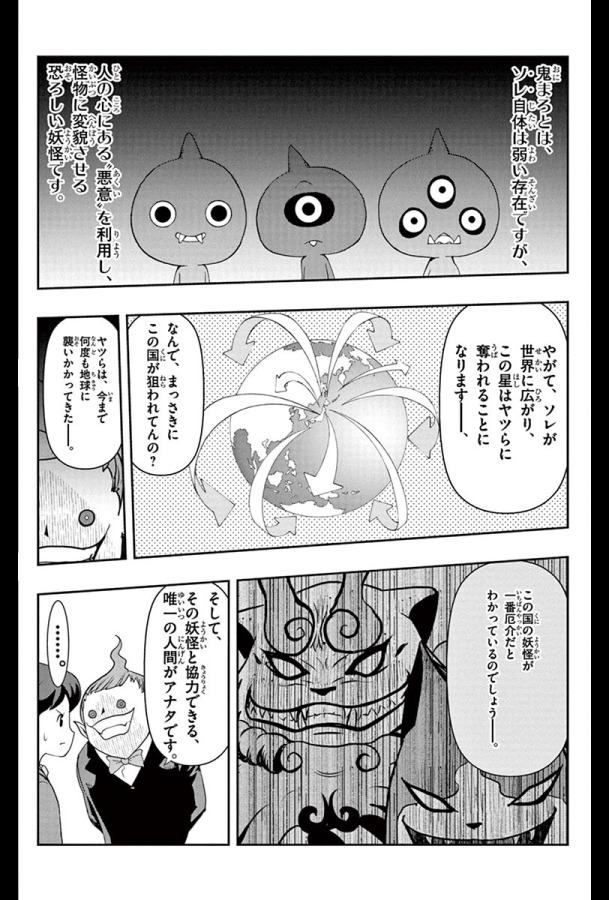 鬼まろとは、
ソレ自体は弱い存在ですが、
人の心にある〝悪意〟を利用し、
怪物に変貌させる
恐ろしい妖怪です。
やがて、ソレが
世界に広がり、
この星はヤツらに
奪われることに
なります――、
なんで、まっさきに
この国が狙われてんの?
ヤツらは、今まで
何度も地球に
襲いかかってきた――。
この国の妖怪が
一番厄介だと
わかっているのでしょう――。
そして、
その妖怪と協力できる、
唯一の人間がアナタです。
………。